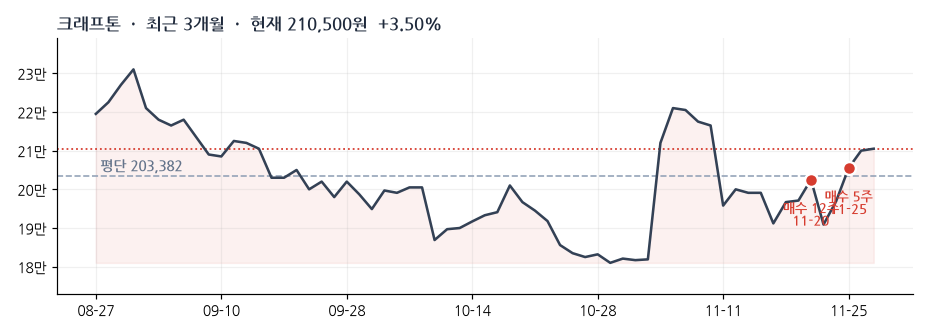 크래프톤 · 최근 3개월 · 현재 210,500원 +3.50%
23만
22만
21만
평단 203,382
20만
19만
18만
매수 5주
11-25
매수 12주
11-20
08-27 09-10 09-28 10-14 10-28 11-11 11-25